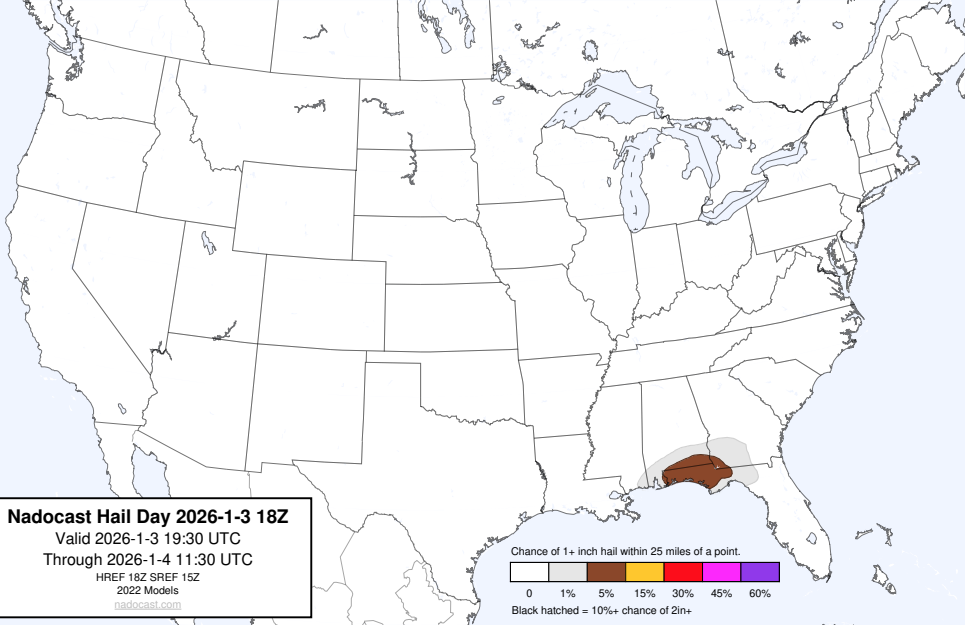 Nadocast Hail Day 2026-1-3 18Z
Valid 2026-1-3 19:30 UTC
Through 2026-1-4 11:30 UTC
HREF 18Z SREF 15Z
2022 Models
nadocast.com
Chance of 1+ inch hail within 25 miles of a point.
0 1% 5% 15% 30% 45% 60%
Black hatched = 10%+ chance of 2in+